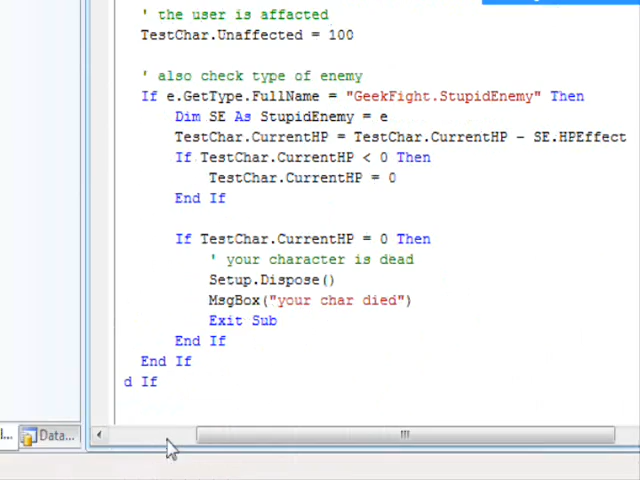 ' the user is affacted
TestChar.Unaffected = 100
' also check type of enemy
If e.GetType.FullName = "GeekFight.StupidEnemy" Then
Dim SE As StupidEnemy = e
TestChar.CurrentHP = TestChar.CurrentHP - SE.HPEffect
If TestChar.CurrentHP < 0 Then
TestChar.CurrentHP = 0
End If
If TestChar.CurrentHP = 0 Then
' your character is dead
Setup.Dispose()
MsgBox("your char died")
Exit Sub
End If
End If
d If
Data...